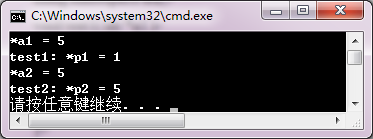 C:\Windows\system32\cmd.exe
*a1 = 5
test1: *p1 = 1
*a2 = 5
test2: *p2 = 5
请按任意键继续. . .